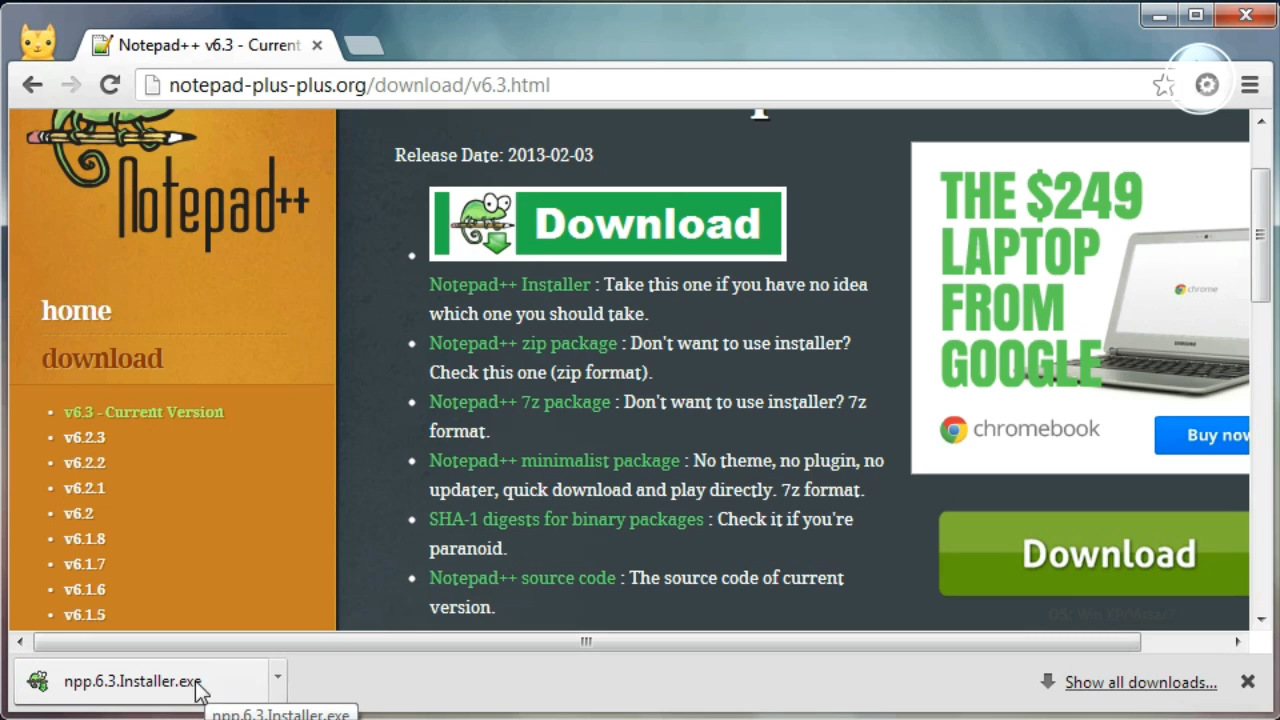 Notepad++ v6.3 - Current
notepad-plus-plus.org/download/v6.3.html
Notepad++
home
download
v6.3 - Current Version
v6.2.3
v6.2.2
v6.2.1
v6.2
v6.1.8
v6.1.7
v6.1.6
v6.1.5
Release Date: 2013-02-03
Download
Notepad++ Installer : Take this one if you have no idea
which one you should take.
Notepad++ zip package : Don't want to use installer?
Check this one (zip format).
Notepad++ 7z package : Don't want to use installer? 7z
format.
Notepad++ minimalist package : No theme, no plugin, no
updater, quick download and play directly. 7z format.
SHA-1 digests for binary packages : Check it if you're
paranoid.
Notepad++ source code : The source code of current
version.
THE $249
LAPTOP
FROM
GOOGLE
chrome
SAMSUNG
chromebook
Buy now
Download
npp.6.3.Installer.exe
npp.6.3.Installer.exe
Show all downloads...